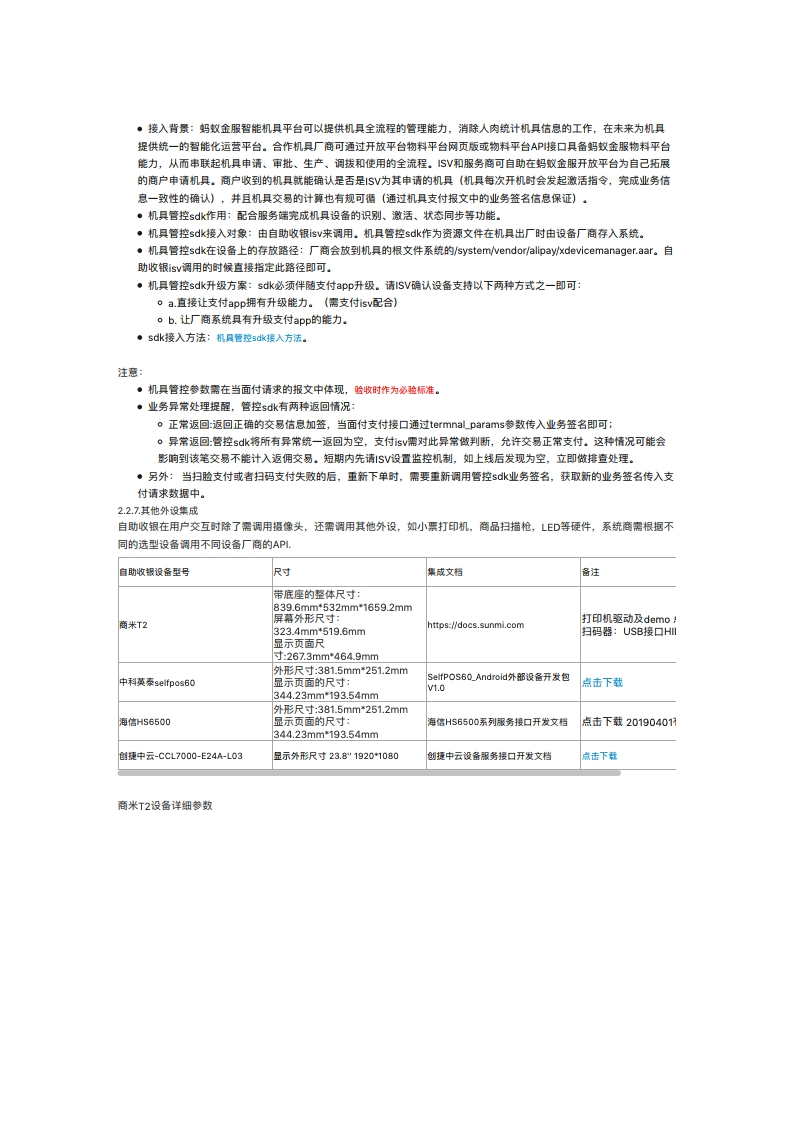 ● 接入背景：蚂蚁金服智能机具平台可以提供机具全流程的管理能力，消除人肉统计机具信息的工作，在未来为机具
提供统一的智能化运营平台。合作机具厂商可通过开放平台物料平台网页版或物料平台API接口具备蚂蚁金服物料平台
能力，从而串联起机具申请、审批、生产、调拨和使用的全流程。ISV和服务商可自助在蚂蚁金服开放平台为自己拓展
的商户申请机具。商户收到的机具就能确认是否是ISV为其申请的机具（机具每次开机时会发起激活指令，完成业务信
息一致性的确认），并且机具交易的计算也有规可循（通过机具支付报文中的业务签名信息保证）。
● 机具管控sdk作用：配合服务端完成机具设备的识别、激活、状态同步等功能。
● 机具管控sdk接入对象：由自助收银isv来调用。机具管控sdk作为资源文件在机具出厂时由设备厂商存入系统。
● 机具管控sdk在设备上的存放路径：厂商会放到机具的根文件系统的/system/vendor/alipay/xdevicemanager.aar。自
助收银isv调用的时候直接指定此路径即可。
● 机具管控sdk升级方案：sdk必须伴随支付app升级。请ISV确认设备支持以下两种方式之一即可：
○ a.直接让支付app拥有升级能力。（需支付isv配合）
○ b. 让厂商系统具有升级支付app的能力。
● sdk接入方法：机具管控sdk接入方法。
注意：
● 机具管控参数需在当面付请求的报文中体现，验收时作为必验标准。
● 业务异常处理提醒，管控sdk有两种返回情况：
○ 正常返回:返回正确的交易信息加签，当面付支付接口通过termnal_params参数传入业务签名即可；
○ 异常返回:管控sdk将所有异常统一返回为空，支付isv需对此异常做判断，允许交易正常支付。这种情况可能会
影响到该笔交易不能计入返佣交易。短期内先请ISV设置监控机制，如上线后发现为空，立即做排查处理。
● 另外： 当扫脸支付或者扫码支付失败的后，重新下单时，需要重新调用管控sdk业务签名，获取新的业务签名传入支
付请求数据中。
2.2.7.其他外设集成
自助收银在用户交互时除了需调用摄像头，还需调用其他外设，如小票打印机，商品扫描枪，LED等硬件，系统商需根据不
同的选型设备调用不同设备厂商的API.
自助收银设备型号 尺寸 集成文档 备注
带底座的整体尺寸：
839.6mm*532mm*1659.2mm
屏幕外形尺寸：
323.4mm*519.6mm
显示页面尺
寸:267.3mm*464.9mm
商米T2 https://docs.sunmi.com
打印机驱动及demo
扫码器：USB接口HI
中科英泰selfpos60
外形尺寸:381.5mm*251.2mm
显示页面的尺寸：
344.23mm*193.54mm
SelfPOS60_Android外部设备开发包
V1.0
点击下载
海信HS6500
外形尺寸:381.5mm*251.2mm
显示页面的尺寸：
344.23mm*193.54mm
海信HS6500系列服务接口开发文档
点击下载 20190401
创捷中云-CCL7000-E24A-L03 显示外形尺寸 23.8'' 1920*1080 创捷中云设备服务接口开发文档 点击下载
商米T2设备详细参数